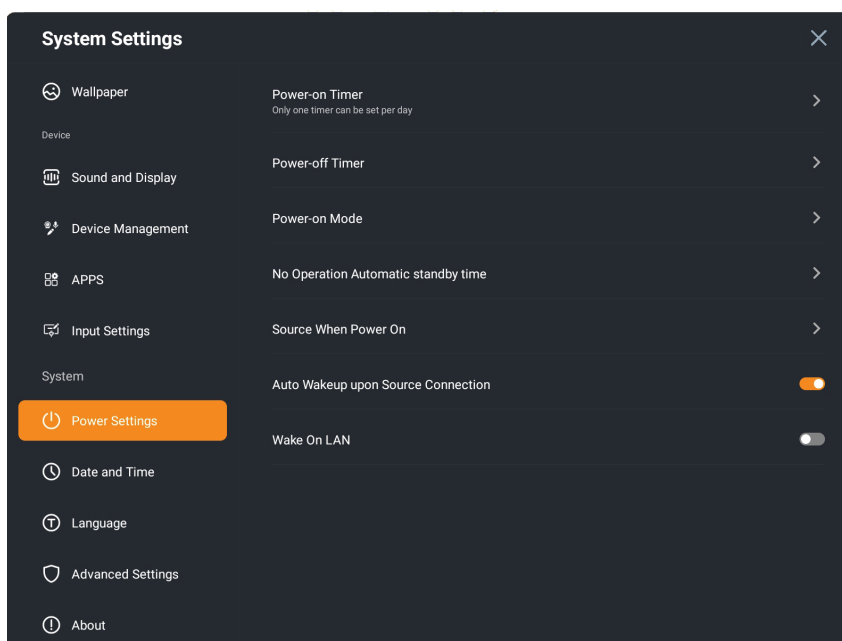 System Settings
Wallpaper
Device
Sound and Display
Device Management
APPS
Input Settings
System
Power Settings
Date and Time
Language
Advanced Settings
About
Power-on Timer
Only one timer can be set per day
Power-off Timer
Power-on Mode
No Operation Automatic standby time
Source When Power On
Auto Wakeup upon Source Connection
Wake On LAN